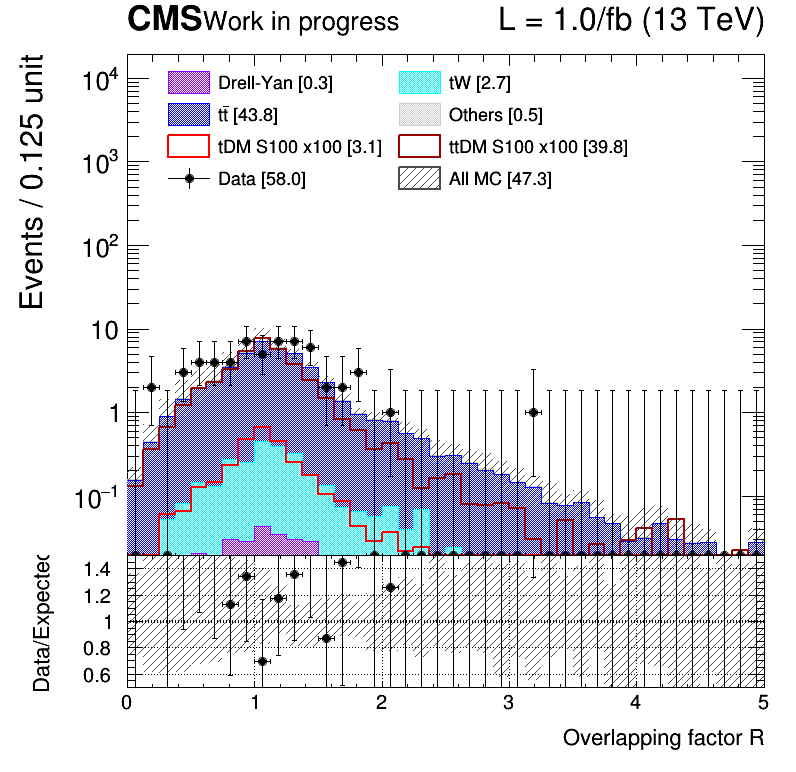 CMS Work in progress L = 1.0/fb (13 TeV)
Events / 0.125 unit
10⁴
10³
10²
10
1
10⁻¹
Drell-Yan [0.3] tW [2.7]
tt̄ [43.8] Others [0.5]
tDM S100 x100 [3.1] ttDM S100 x100 [39.8]
Data [58.0] All MC [47.3]
Data/Expected
1.4
1.2
1
0.8
0.6
0 1 2 3 4 5
Overlapping factor R